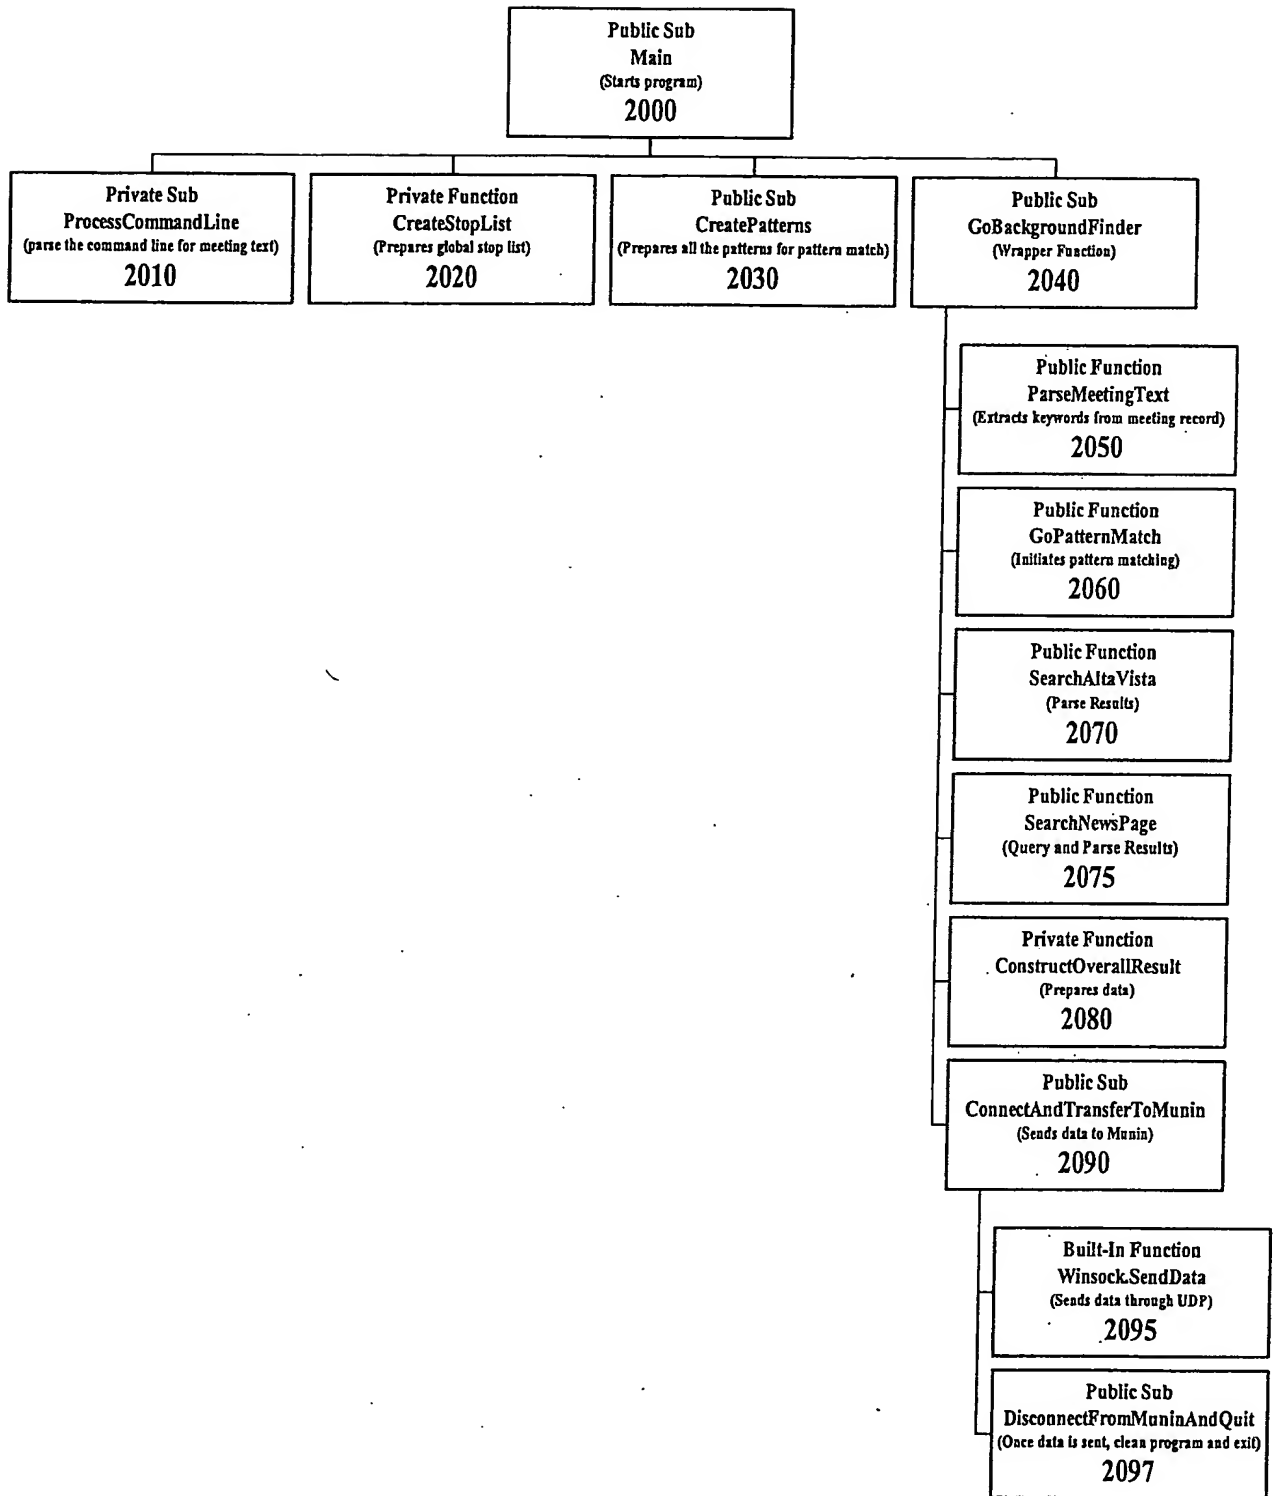 Public Sub
Main
(Starts program)
2000
Private Sub
ProcessCommandLine
(parse the command line for meeting text)
2010
Private Function
CreateStopList
(Prepares global stop list)
2020
Public Sub
CreatePatterns
(Prepares all the patterns for pattern match)
2030
Public Sub
GoBackgroundFinder
(Wrapper Function)
2040
Public Function
ParseMeetingText
(Extracts keywords from meeting record)
2050
Public Function
GoPatternMatch
(Initiates pattern matching)
2060
Public Function
SearchAltaVista
(Parse Results)
2070
Public Function
SearchNewsPage
(Query and Parse Results)
2075
Private Function
ConstructOverallResult
(Prepares data)
2080
Public Sub
ConnectAndTransferToMunin
(Sends data to Munin)
2090
Built-In Function
Winsock.SendData
(Sends data through UDP)
2095
Public Sub
DisconnectFromMuninAndQuit
(Once data is sent, clean program and exit)
2097